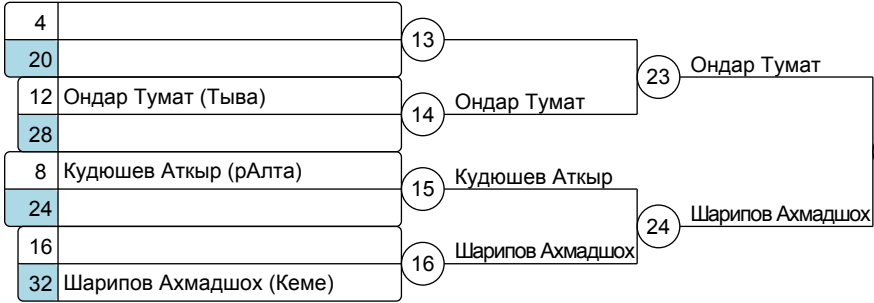 4
13
20
23 Ондар Тумат
12 Ондар Тумат (Тыва)
14 Ондар Тумат
28
8 Кудюшев Аткыр (рАлта)
15 Кудюшев Аткыр
24
24 Шарипов Ахмадшох
16
16 Шарипов Ахмадшох
32 Шарипов Ахмадшох (Кеме)